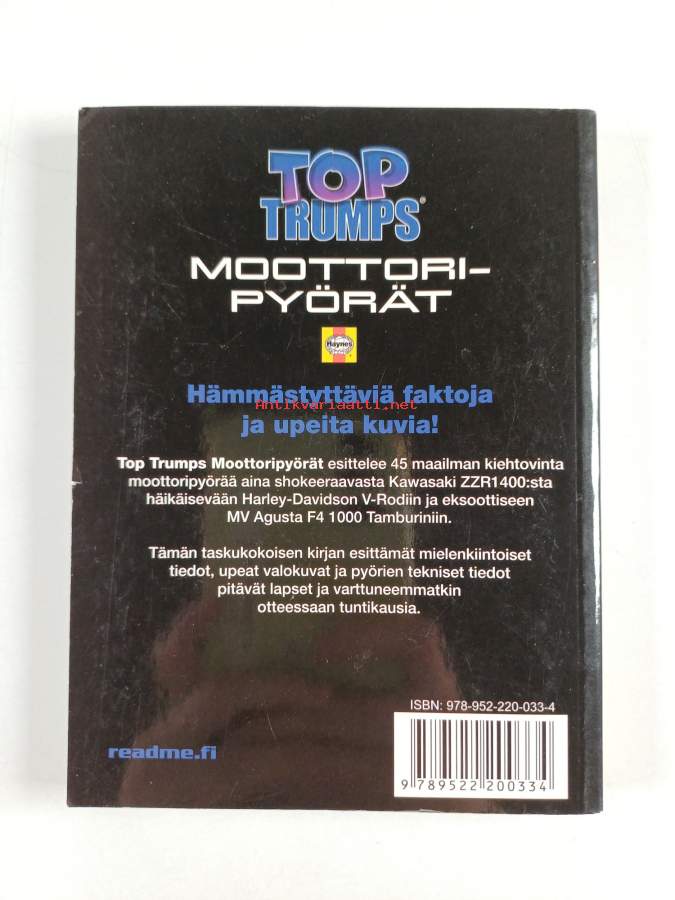 TOP
TRUMPS®
MOOTTORI-
PYÖRÄT
Haynes
Hämmästyttäviä faktoja
Antikvariaatti.net
ja upeita kuvia!
Top Trumps Moottoripyörät esittelee 45 maailman kiehtovinta
moottoripyörää aina shokeeraavasta Kawasaki ZZR1400:sta
häikäisevään Harley-Davidson V-Rodiin ja eksoottiseen
MV Agusta F4 1000 Tamburiniin.
Tämän taskukokoisen kirjan esittämät mielenkiintoiset
tiedot, upeat valokuvat ja pyörien tekniset tiedot
pitävät lapset ja varttuneemmatkin
otteessaan tuntikausia.
ISBN: 978-952-220-033-4
readme.fi
9 789522 200334